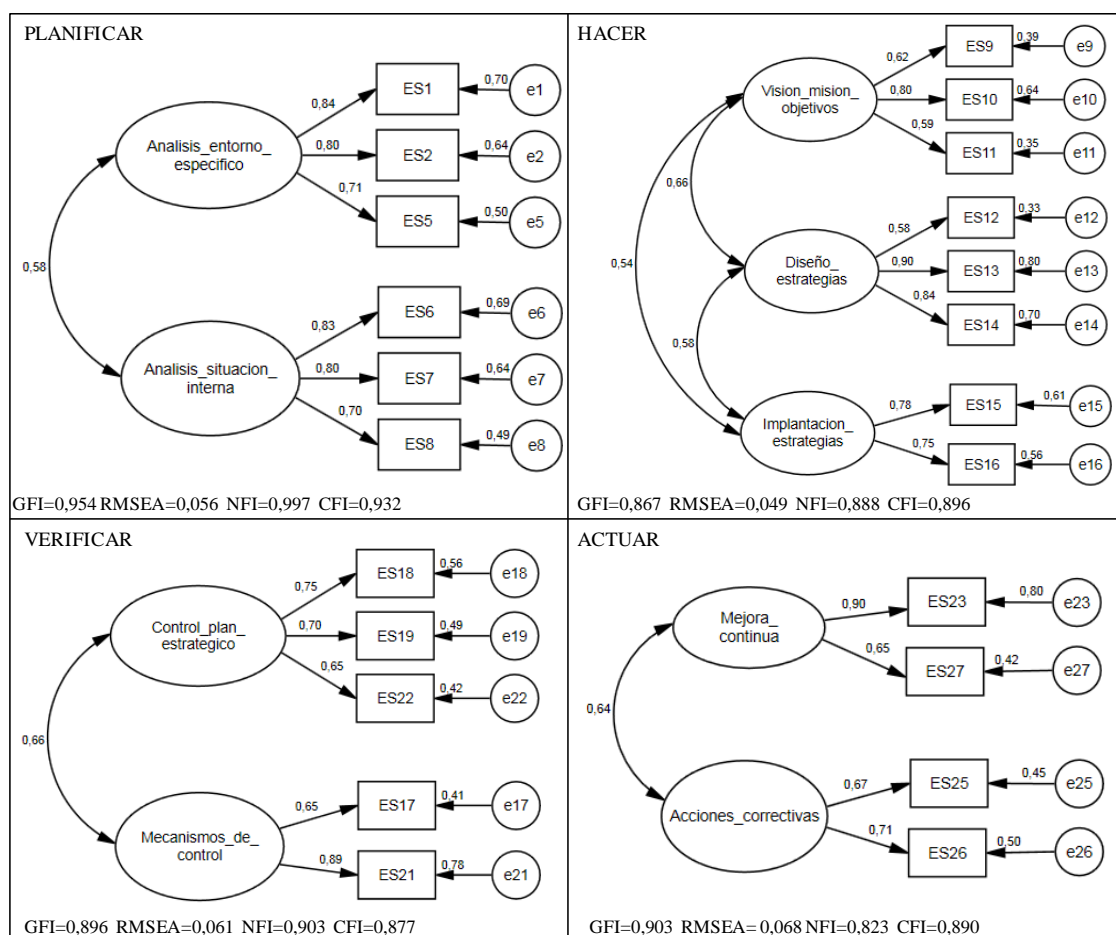 PLANIFICAR
0,84
ES1
0,70
e1
Analisis_entorno_
especifico
0,80
ES2
0,64
e2
0,71
ES5
0,50
e5
0,58
0,83
ES6
0,69
e6
Analisis_situacion_
interna
0,80
ES7
0,64
e7
0,70
ES8
0,49
e8
GFI=0,954 RMSEA=0,056 NFI=0,997 CFI=0,932
HACER
0,62
ES9
0,39
e9
Vision_mision_
objetivos
0,80
ES10
0,64
e10
0,59
ES11
0,35
e11
0,66
0,54
0,58
ES12
0,33
e12
Diseño_
estrategias
0,90
ES13
0,80
e13
0,84
ES14
0,70
e14
0,58
0,78
ES15
0,61
e15
Implantacion_
estrategias
0,75
ES16
0,56
e16
GFI=0,867 RMSEA=0,049 NFI=0,888 CFI=0,896
VERIFICAR
0,75
ES18
0,56
e18
Control_plan_
estrategico
0,70
ES19
0,49
e19
0,65
ES22
0,42
e22
0,66
0,65
ES17
0,41
e17
Mecanismos_de_
control
0,89
ES21
0,78
e21
GFI=0,896 RMSEA=0,061 NFI=0,903 CFI=0,877
ACTUAR
0,90
ES23
0,80
e23
Mejora_
continua
0,65
ES27
0,42
e27
0,64
0,67
ES25
0,45
e25
Acciones_correctivas
0,71
ES26
0,50
e26
GFI=0,903 RMSEA= 0,068 NFI=0,823 CFI=0,890